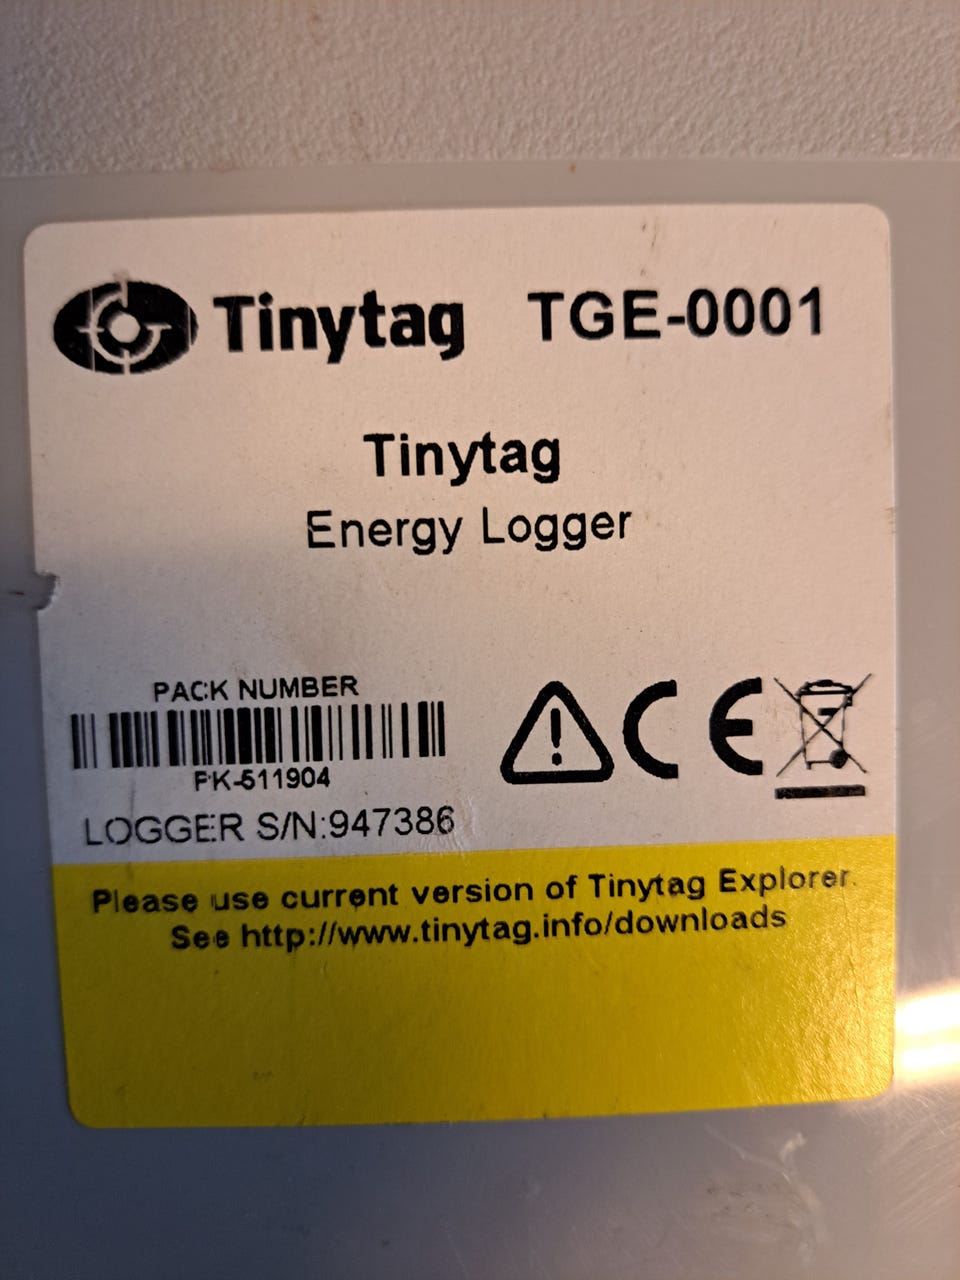 Tinytag TGE-0001
Tinytag
Energy Logger
PACK NUMBER
PK-511904
LOGGER S/N:947386
CE
Please use current version of Tinytag Explorer.
See http://www.tinytag.info/downloads